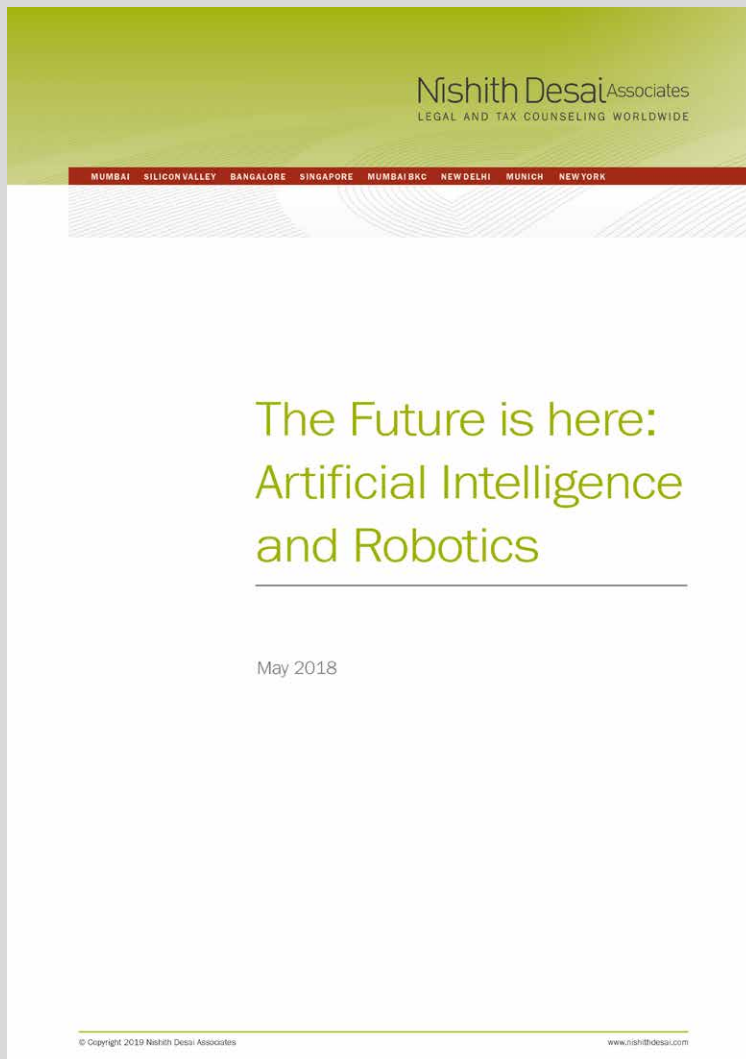 Nishith Desai Associates
LEGAL AND TAX COUNSELING WORLDWIDE
MUMBAI SILICON VALLEY BANGALORE SINGAPORE MUMBAI BKC NEW DELHI MUNICH NEW YORK
The Future is here:
Artificial Intelligence
and Robotics
May 2018
© Copyright 2019 Nishith Desai Associates www.nishithdesai.com